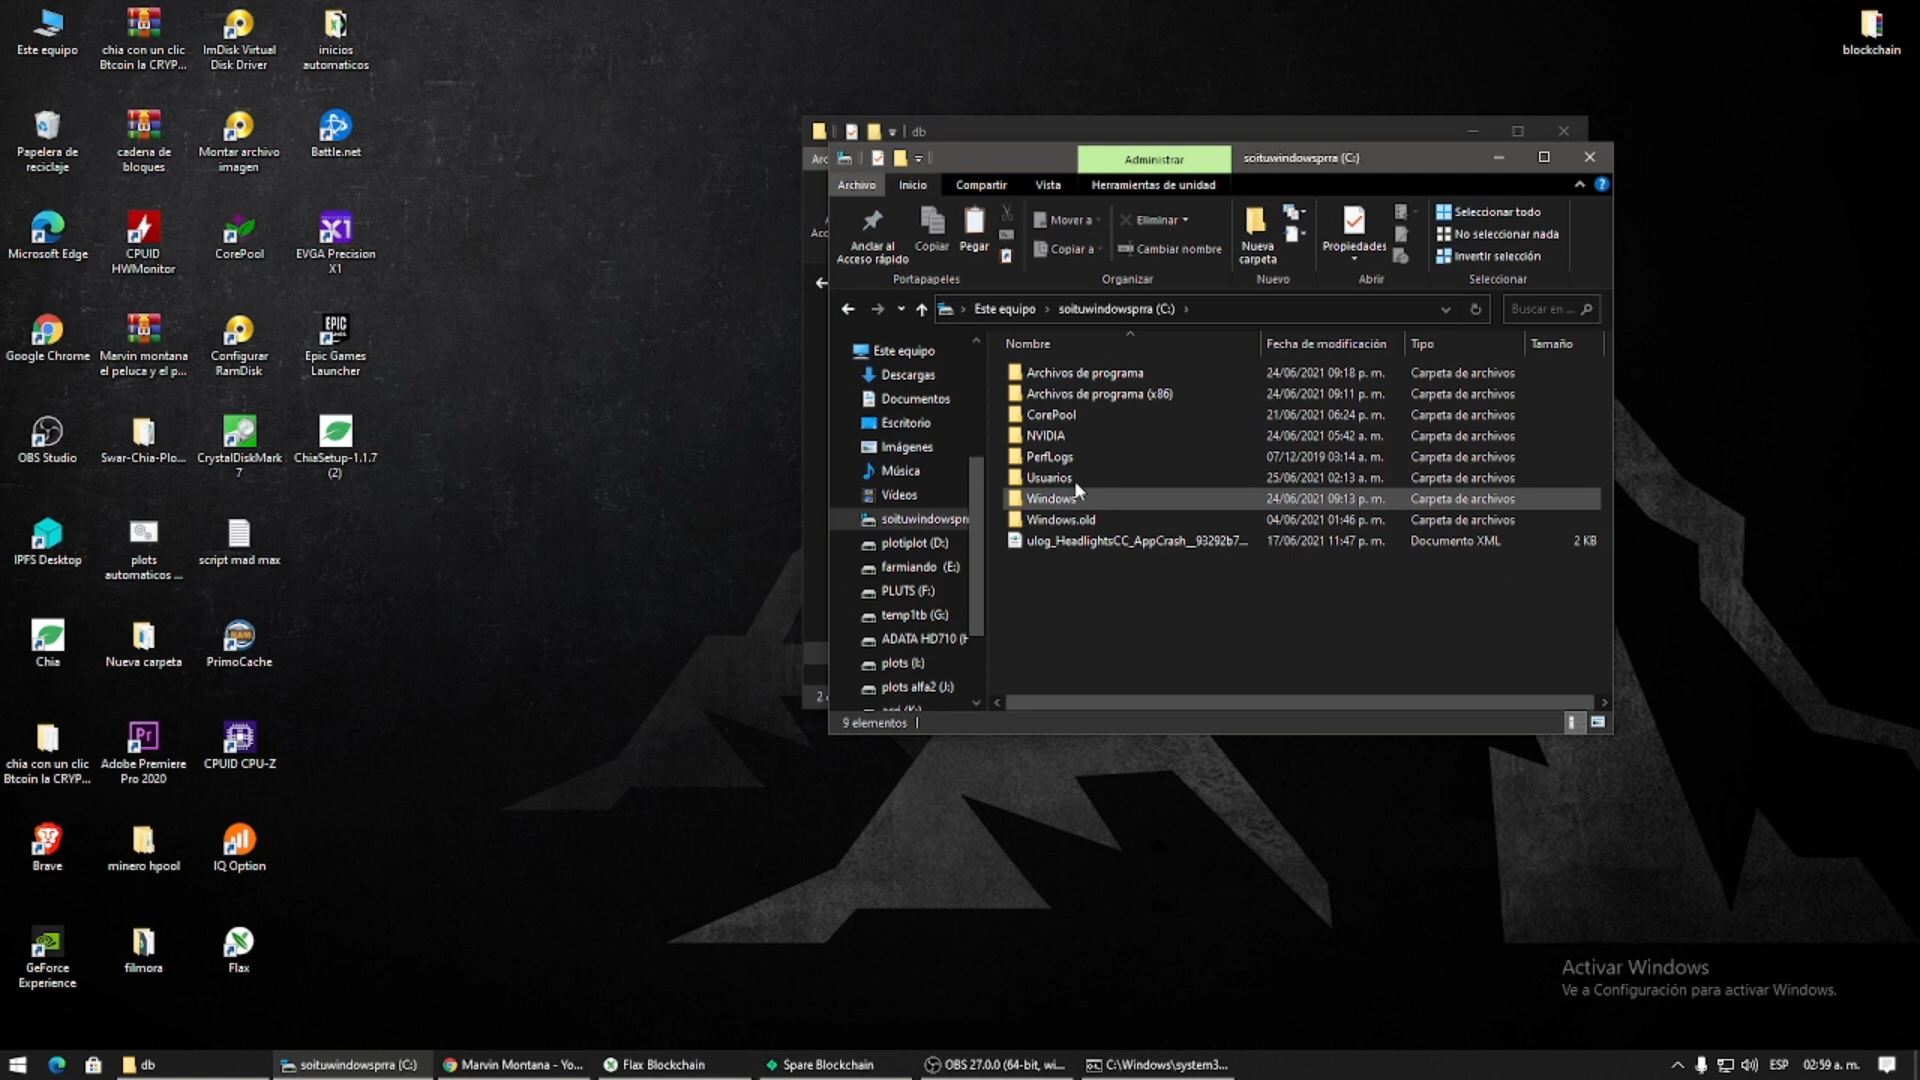 Este equipo
chia con un clic
Btcoin la CRYP...
ImDisk Virtual
Disk Driver
inicios
automaticos
blockchain
Papelera de
reciclaje
cadena de
bloques
Montar archivo
imagen
Battle.net
Microsoft Edge
CPUID
HWMonitor
CorePool
EVGA Precision
X1
Google Chrome
Marvin montana
el peluca y el p...
Configurar
RamDisk
EPIC
GAMES
Epic Games
Launcher
OBS Studio
Swar-Chia-Plo...
CrystalDiskMark
7
ChiaSetup-1.1.7
(2)
IPFS Desktop
plots
automaticos ...
script mad max
Chia
Nueva carpeta
PrimoCache
chia con un clic
Btcoin la CRYP...
Adobe Premiere
Pro 2020
CPUID CPU-Z
Brave
minero hpool
IQ Option
GeForce
Experience
filmora
Flax
db
Administrar
soituwindowsprra (C:)
Archivo
Inicio
Compartir
Vista
Herramientas de unidad
Anclar al
Acceso rápido
Copiar
Pegar
Mover a
Copiar a
Eliminar
Cambiar nombre
Nueva
carpeta
Propiedades
Seleccionar todo
No seleccionar nada
Invertir selección
Portapapeles
Organizar
Nuevo
Abrir
Seleccionar
Este equipo
soituwindowsprra (C:)
Buscar en ...
Nombre
Fecha de modificación
Tipo
Tamaño
Este equipo
Descargas
Documentos
Escritorio
Imágenes
Música
Vídeos
soituwindowspr
plotiplot (D:)
farmiando (E:)
PLUTS (F:)
temp1tb (G:)
ADATA HD710 (H
plots (I:)
plots alfa2 (J:)
Archivos de programa 24/06/2021 09:18 p. m. Carpeta de archivos
Archivos de programa (x86) 24/06/2021 09:11 p. m. Carpeta de archivos
CorePool 21/06/2021 06:24 p. m. Carpeta de archivos
NVIDIA 24/06/2021 05:42 a. m. Carpeta de archivos
PerfLogs 07/12/2019 03:14 a. m. Carpeta de archivos
Usuarios 25/06/2021 02:13 a. m. Carpeta de archivos
Windows 24/06/2021 09:13 p. m. Carpeta de archivos
Windows.old 04/06/2021 01:46 p. m. Carpeta de archivos
ulog_HeadlightsCC_AppCrash__93292b7... 17/06/2021 11:47 p. m. Documento XML 2 KB
9 elementos
Activar Windows
Ve a Configuración para activar Windows.
db
soituwindowsprra (C:)
Marvin Montana - Yo...
Flax Blockchain
Spare Blockchain
OBS 27.0.0 (64-bit, wi...
C:\Windows\system3...
ESP
02:59 a. m.